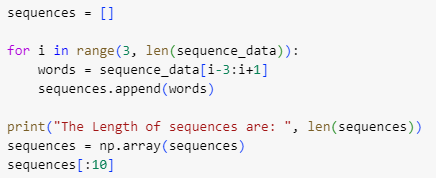 sequences = []

for i in range(3, len(sequence_data)):
    words = sequence_data[i-3:i+1]
    sequences.append(words)

print("The Length of sequences are: ", len(sequences))
sequences = np.array(sequences)
sequences[:10]